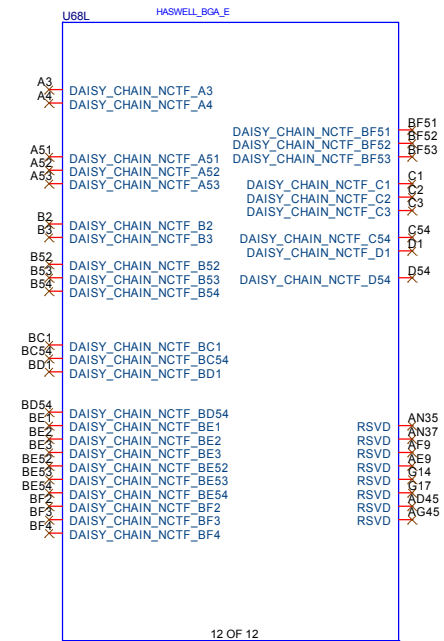 U68L HASWELL_BGA_E
A3 DAISY_CHAIN_NCTF_A3
A4 DAISY_CHAIN_NCTF_A4
A51 DAISY_CHAIN_NCTF_A51
A52 DAISY_CHAIN_NCTF_A52
A53 DAISY_CHAIN_NCTF_A53
B2 DAISY_CHAIN_NCTF_B2
B3 DAISY_CHAIN_NCTF_B3
B52 DAISY_CHAIN_NCTF_B52
B53 DAISY_CHAIN_NCTF_B53
B54 DAISY_CHAIN_NCTF_B54
BC1 DAISY_CHAIN_NCTF_BC1
BC54 DAISY_CHAIN_NCTF_BC54
BD1 DAISY_CHAIN_NCTF_BD1
BD54 DAISY_CHAIN_NCTF_BD54
BE1 DAISY_CHAIN_NCTF_BE1
BE2 DAISY_CHAIN_NCTF_BE2
BE3 DAISY_CHAIN_NCTF_BE3
BE52 DAISY_CHAIN_NCTF_BE52
BE53 DAISY_CHAIN_NCTF_BE53
BE54 DAISY_CHAIN_NCTF_BE54
BF2 DAISY_CHAIN_NCTF_BF2
BF3 DAISY_CHAIN_NCTF_BF3
BF4 DAISY_CHAIN_NCTF_BF4
DAISY_CHAIN_NCTF_BF51 BF51
DAISY_CHAIN_NCTF_BF52 BF52
DAISY_CHAIN_NCTF_BF53 BF53
DAISY_CHAIN_NCTF_C1 C1
DAISY_CHAIN_NCTF_C2 C2
DAISY_CHAIN_NCTF_C3 C3
DAISY_CHAIN_NCTF_C54 C54
DAISY_CHAIN_NCTF_D1 D1
DAISY_CHAIN_NCTF_D54 D54
RSVD AN35
RSVD AN37
RSVD AF9
RSVD AE9
RSVD G14
RSVD G17
RSVD AD45
RSVD AG45
12 OF 12